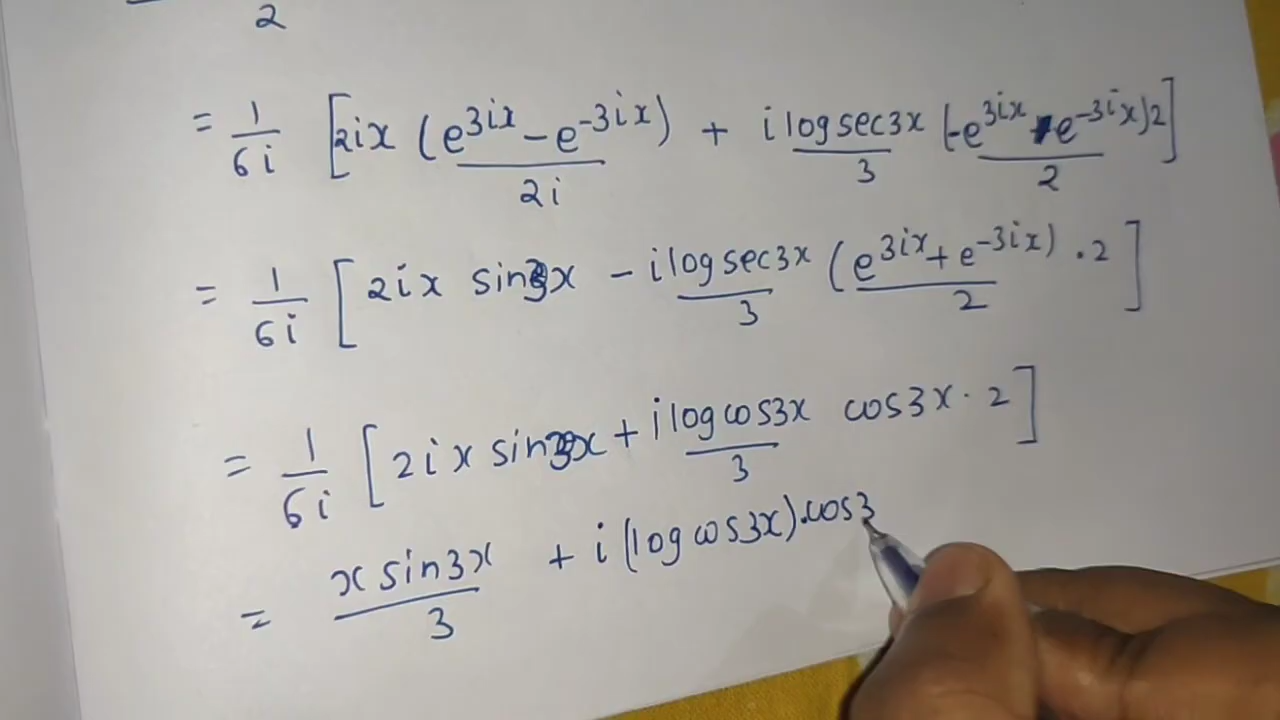 2
= 1/6i [2ix (e^3ix - e^-3ix)/2i + i log sec3x/3 (-e^3ix - e^-3ix)2/2]
= 1/6i [2ix sin3x - i log sec3x/3 (e^3ix + e^-3ix)/2 . 2]
= 1/6i [2ix sin3x + i log cos3x/3 cos3x . 2]
= x sin3x/3 + i (log cos3x).cos3